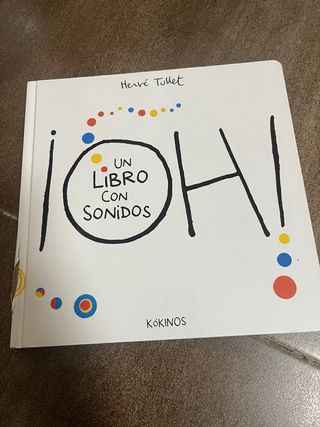 Hervé Tullet
¡OH!
UN
LiBRO
CON
SONiDOS
KóKINOS